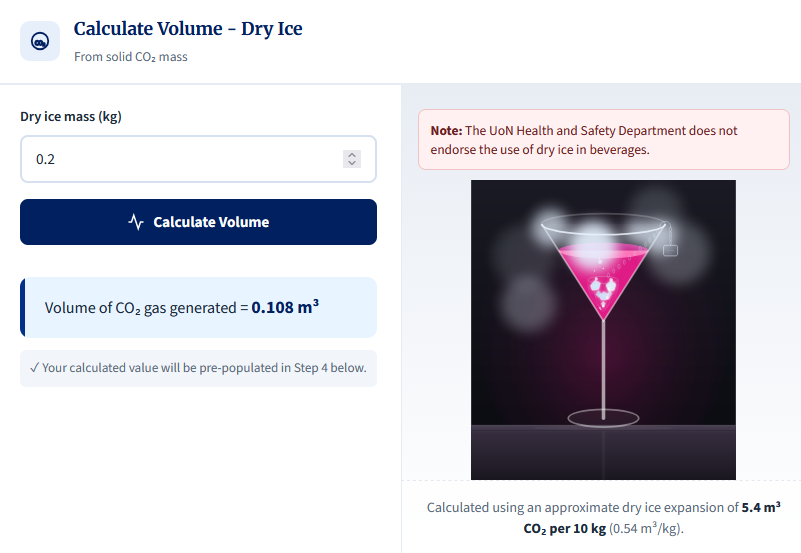 Calculate Volume - Dry Ice
From solid CO₂ mass
Dry ice mass (kg)
0.2
Calculate Volume
Volume of CO₂ gas generated = 0.108 m³
✓ Your calculated value will be pre-populated in Step 4 below.
Note: The UoN Health and Safety Department does not
endorse the use of dry ice in beverages.
Calculated using an approximate dry ice expansion of 5.4 m³
CO₂ per 10 kg (0.54 m³/kg).